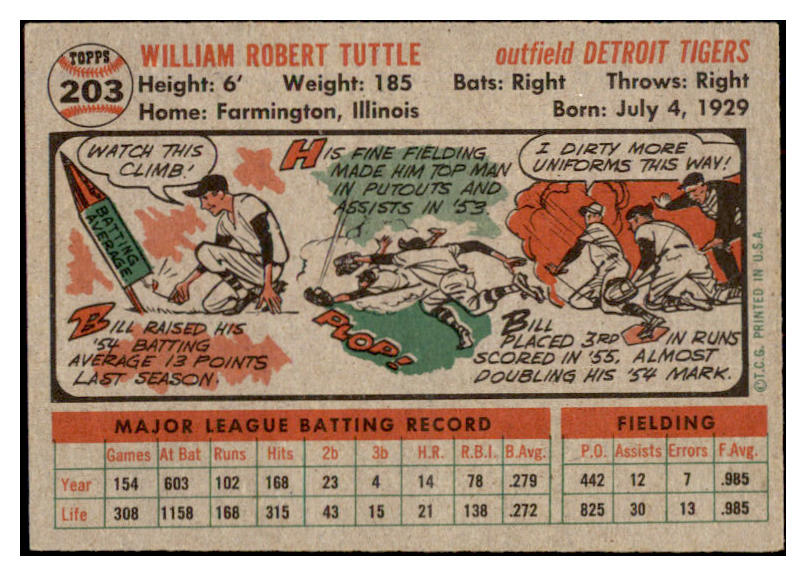 TOPPS
203
WILLIAM ROBERT TUTTLE
outfield DETROIT TIGERS
Height: 6' Weight: 185 Bats: Right Throws: Right
Home: Farmington, Illinois Born: July 4, 1929
WATCH THIS
CLIMB!
BATTING
AVERAGE
BILL RAISED HIS
'54 BATTING
AVERAGE 13 POINTS
LAST SEASON.
HIS FINE FIELDING
MADE HIM TOP MAN
IN PUTOUTS AND
ASSISTS IN '53.
PLOP!
I DIRTY MORE
UNIFORMS THIS WAY!
BILL
PLACED 3RD IN RUNS
SCORED IN '55, ALMOST
DOUBLING HIS '54 MARK.
©T.C.G. PRINTED IN U.S.A.
MAJOR LEAGUE BATTING RECORD FIELDING
Games At Bat Runs Hits 2b 3b H.R. R.B.I. B.Avg. P.O. Assists Errors F.Avg.
Year 154 603 102 168 23 4 14 78 .279 442 12 7 .985
Life 308 1158 168 315 43 15 21 138 .272 825 30 13 .985